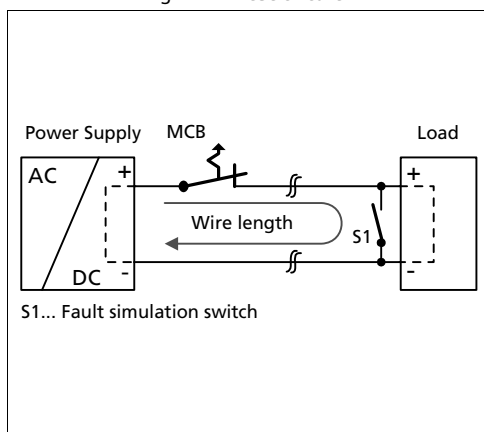 Power Supply MCB Load
AC + +
Wire length
S1
DC - -
S1... Fault simulation switch